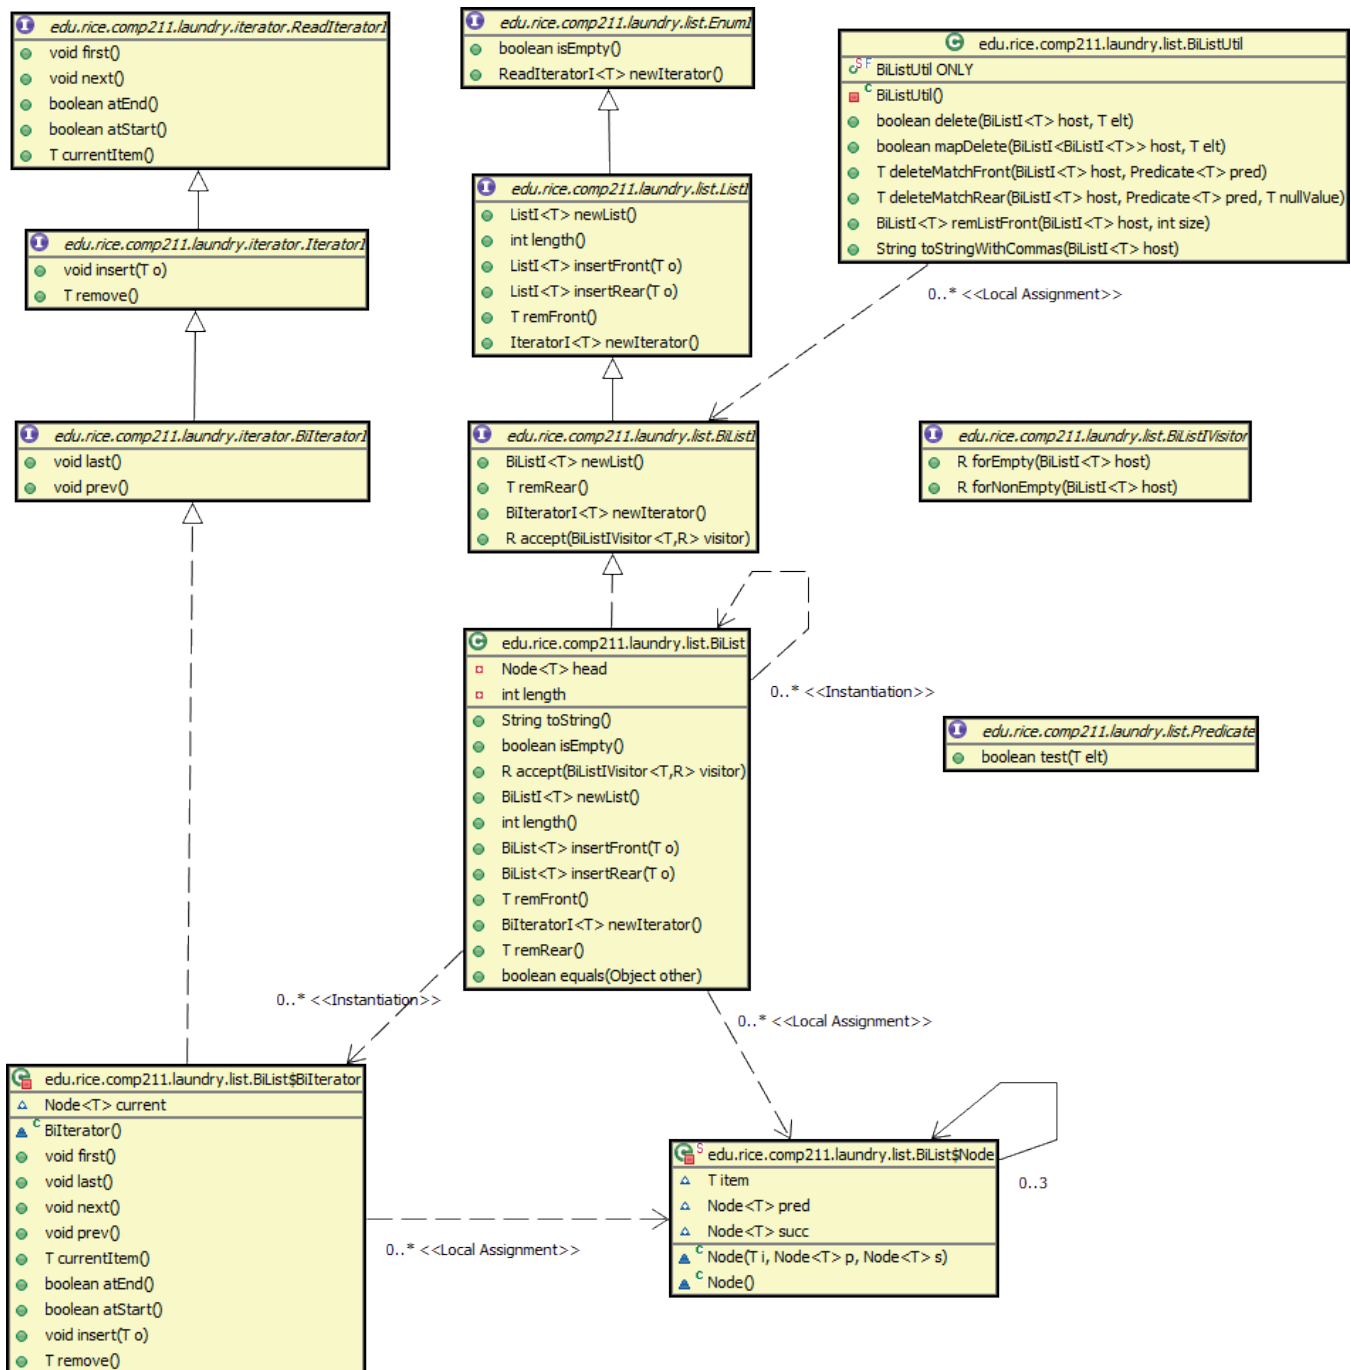 edu.rice.comp211.laundry.iterator.ReadIteratorI
void first()
void next()
boolean atEnd()
boolean atStart()
T currentItem()
edu.rice.comp211.laundry.list.EnumI
boolean isEmpty()
ReadIteratorI<T> newIterator()
edu.rice.comp211.laundry.list.BiListUtil
BiListUtil ONLY
BiListUtil()
boolean delete(BiListI<T> host, T elt)
boolean mapDelete(BiListI<BiListI<T>> host, T elt)
T deleteMatchFront(BiListI<T> host, Predicate<T> pred)
T deleteMatchRear(BiListI<T> host, Predicate<T> pred, T nullValue)
BiListI<T> remListFront(BiListI<T> host, int size)
String toStringWithCommas(BiListI<T> host)
0..* <<Local Assignment>>
edu.rice.comp211.laundry.iterator.IteratorI
void insert(T o)
T remove()
edu.rice.comp211.laundry.list.ListI
ListI<T> newList()
int length()
ListI<T> insertFront(T o)
ListI<T> insertRear(T o)
T remFront()
IteratorI<T> newIterator()
edu.rice.comp211.laundry.iterator.BiIteratorI
void last()
void prev()
edu.rice.comp211.laundry.list.BiListI
BiListI<T> newList()
T remRear()
BiIteratorI<T> newIterator()
R accept(BiListIVisitor<T,R> visitor)
edu.rice.comp211.laundry.list.BiListIVisitor
R forEmpty(BiListI<T> host)
R forNonEmpty(BiListI<T> host)
edu.rice.comp211.laundry.list.BiList
Node<T> head
int length
String toString()
boolean isEmpty()
R accept(BiListIVisitor<T,R> visitor)
BiListI<T> newList()
int length()
BiList<T> insertFront(T o)
BiList<T> insertRear(T o)
T remFront()
BiIteratorI<T> newIterator()
T remRear()
boolean equals(Object other)
0..* <<Instantiation>>
edu.rice.comp211.laundry.list.Predicate
boolean test(T elt)
0..* <<Instantiation>>
0..* <<Local Assignment>>
edu.rice.comp211.laundry.list.BiList$BiIterator
Node<T> current
BiIterator()
void first()
void last()
void next()
void prev()
T currentItem()
boolean atEnd()
boolean atStart()
void insert(T o)
T remove()
0..* <<Local Assignment>>
edu.rice.comp211.laundry.list.BiList$Node
T item
Node<T> pred
Node<T> succ
Node(T i, Node<T> p, Node<T> s)
Node()
0..3